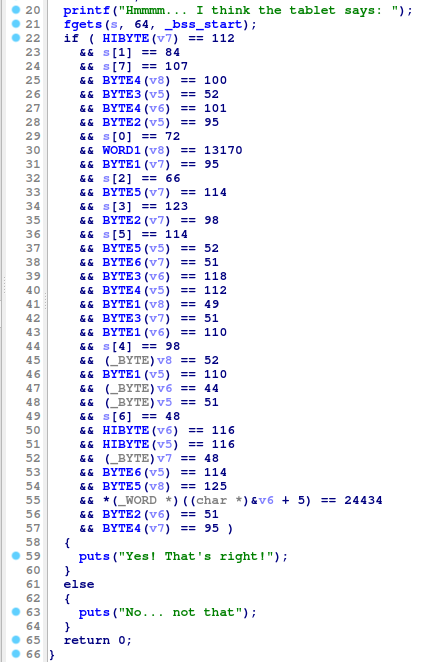 20 printf("Hmmmm... I think the tablet says: ");
21 fgets(s, 64, _bss_start);
22 if ( HIBYTE(v7) == 112
23 && s[1] == 84
24 && s[7] == 107
25 && BYTE4(v8) == 100
26 && BYTE3(v5) == 52
27 && BYTE4(v6) == 101
28 && BYTE2(v5) == 95
29 && s[0] == 72
30 && WORD1(v8) == 13170
31 && BYTE1(v7) == 95
32 && s[2] == 66
33 && BYTE5(v7) == 114
34 && s[3] == 123
35 && BYTE2(v7) == 98
36 && s[5] == 114
37 && BYTE5(v5) == 52
38 && BYTE6(v7) == 51
39 && BYTE3(v6) == 118
40 && BYTE4(v5) == 112
41 && BYTE1(v8) == 49
42 && BYTE3(v7) == 51
43 && BYTE1(v6) == 110
44 && s[4] == 98
45 && (_BYTE)v8 == 52
46 && BYTE1(v5) == 110
47 && (_BYTE)v6 == 44
48 && (_BYTE)v5 == 51
49 && s[6] == 48
50 && HIBYTE(v6) == 116
51 && HIBYTE(v5) == 116
52 && (_BYTE)v7 == 48
53 && BYTE6(v5) == 114
54 && BYTE5(v8) == 125
55 && *(_WORD *)((char *)&v6 + 5) == 24434
56 && BYTE2(v6) == 51
57 && BYTE4(v7) == 95 )
58 {
59 puts("Yes! That's right!");
60 }
61 else
62 {
63 puts("No... not that");
64 }
65 return 0;
66 }